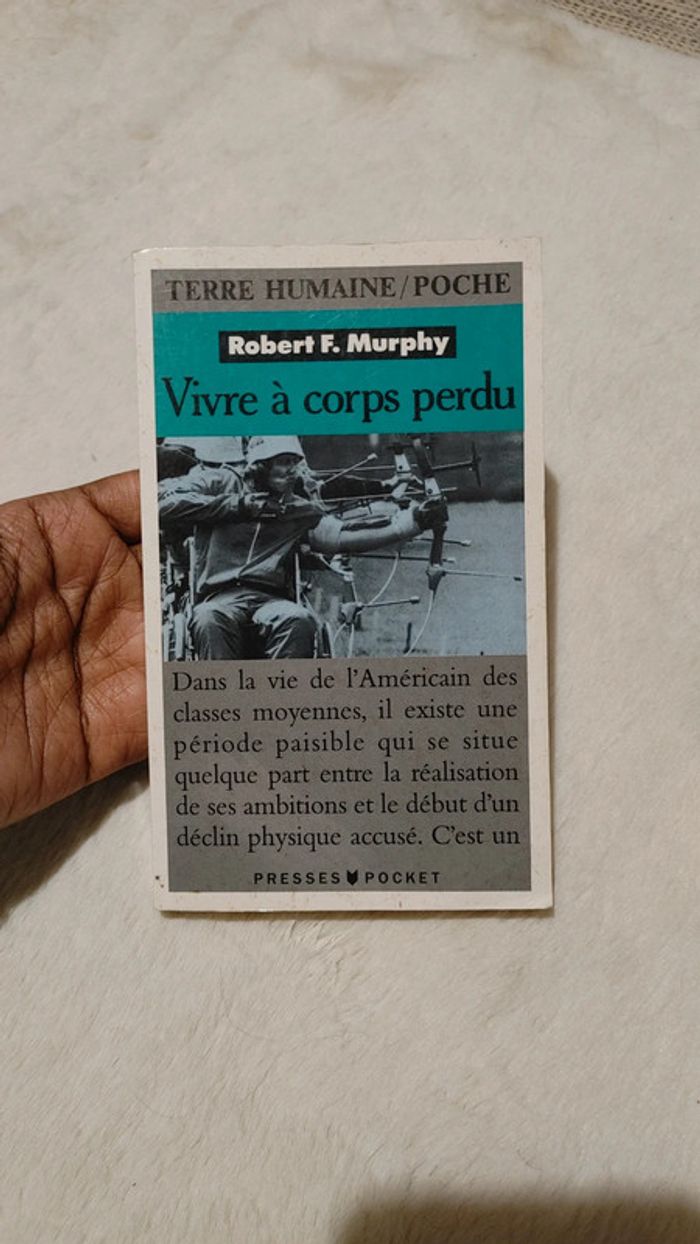 TERRE HUMAINE/POCHE
Robert F. Murphy
Vivre à corps perdu
Dans la vie de l'Américain des
classes moyennes, il existe une
période paisible qui se situe
quelque part entre la réalisation
de ses ambitions et le début d'un
déclin physique accusé. C'est un
PRESSES POCKET